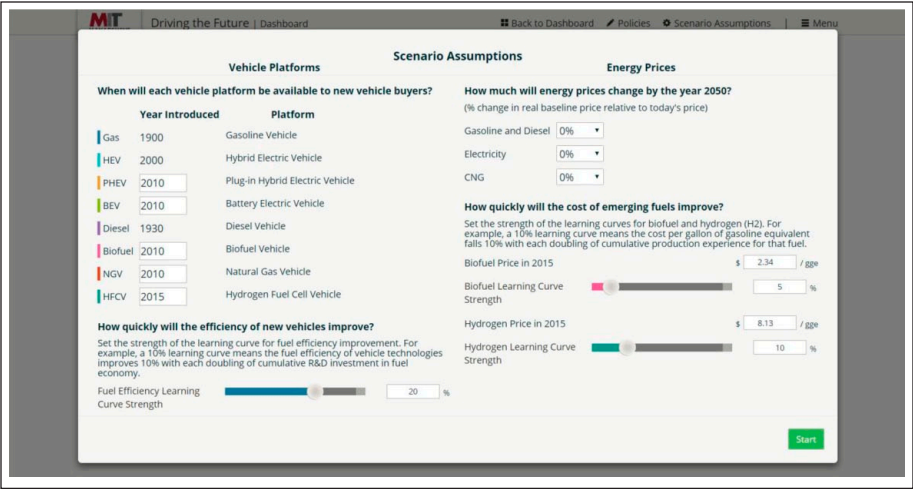 MIT Driving the Future | Dashboard Back to Dashboard Policies Scenario Assumptions | Menu
Scenario Assumptions
Vehicle Platforms
When will each vehicle platform be available to new vehicle buyers?
Year Introduced Platform
Gas 1900 Gasoline Vehicle
HEV 2000 Hybrid Electric Vehicle
PHEV 2010 Plug-in Hybrid Electric Vehicle
BEV 2010 Battery Electric Vehicle
Diesel 1930 Diesel Vehicle
Biofuel 2010 Biofuel Vehicle
NGV 2010 Natural Gas Vehicle
HFCV 2015 Hydrogen Fuel Cell Vehicle
How quickly will the efficiency of new vehicles improve?
Set the strength of the learning curve for fuel efficiency improvement. For
example, a 10% learning curve means the fuel efficiency of vehicle technologies
improves 10% with each doubling of cumulative R&D investment in fuel
economy.
Fuel Efficiency Learning 20 %
Curve Strength
Energy Prices
How much will energy prices change by the year 2050?
(% change in real baseline price relative to today's price)
Gasoline and Diesel 0%
Electricity 0%
CNG 0%
How quickly will the cost of emerging fuels improve?
Set the strength of the learning curves for biofuel and hydrogen (H2). For
example, a 10% learning curve means the cost per gallon of gasoline equivalent
falls 10% with each doubling of cumulative production experience for that fuel.
Biofuel Price in 2015 $ 2.34 / gge
Biofuel Learning Curve 5 %
Strength
Hydrogen Price in 2015 $ 8.13 / gge
Hydrogen Learning Curve 10 %
Strength
Start